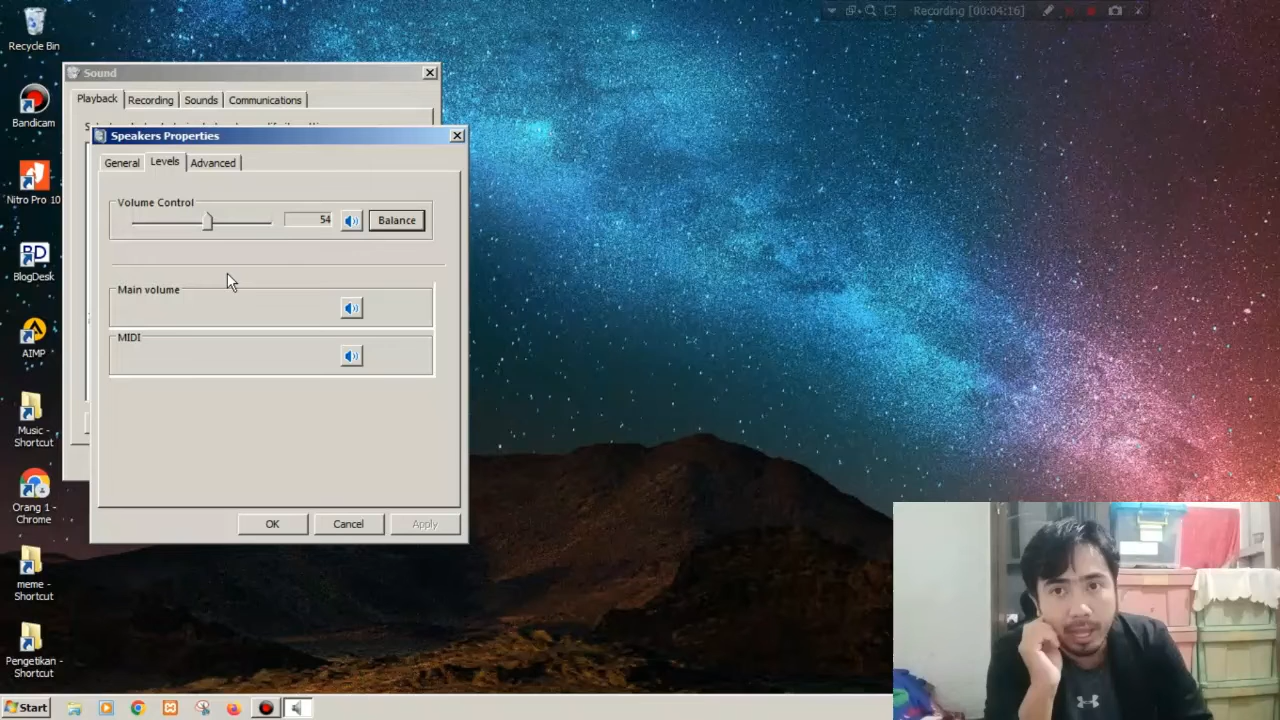 Recycle Bin
Bandicam
Nitro Pro 10
BlogDesk
AIMP
Music -
Shortcut
Orang 1 -
Chrome
meme -
Shortcut
Pengetikan -
Shortcut
Recording [00:04:16]
Sound
Playback
Recording
Sounds
Communications
Speakers Properties
General
Levels
Advanced
Volume Control
54
Balance
Main volume
MIDI
OK
Cancel
Apply
Start